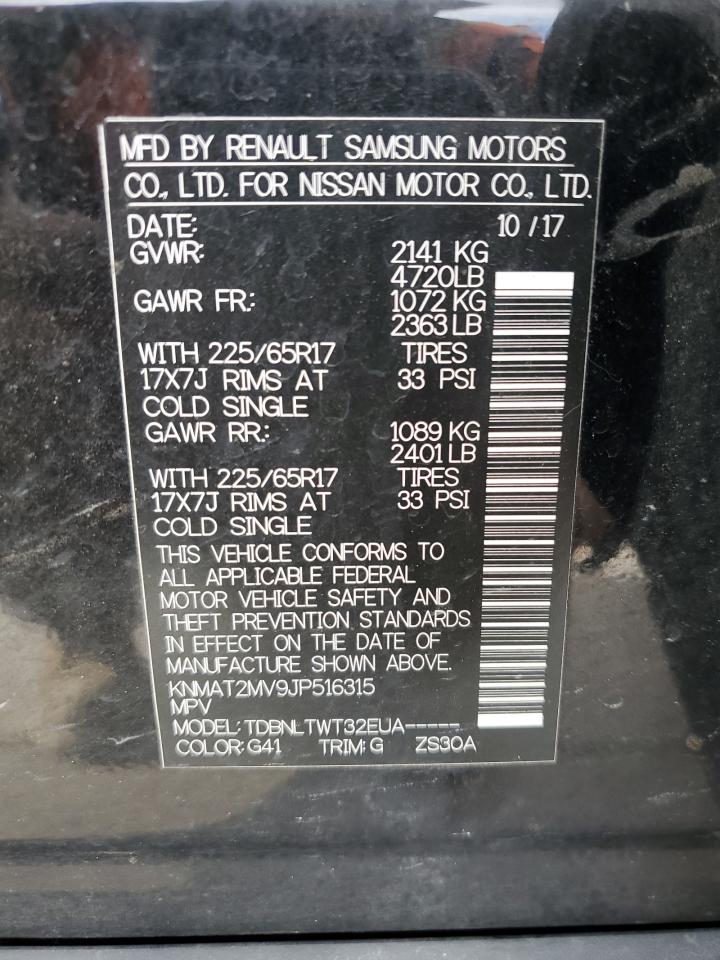 MFD BY RENAULT SAMSUNG MOTORS
CO., LTD. FOR NISSAN MOTOR CO., LTD.
DATE: 10 / 17
GVWR: 2141 KG
4720LB
GAWR FR.: 1072 KG
2363 LB
WITH 225/65R17 TIRES
17X7J RIMS AT 33 PSI
COLD SINGLE
GAWR RR.: 1089 KG
2401 LB
WITH 225/65R17 TIRES
17X7J RIMS AT 33 PSI
COLD SINGLE
THIS VEHICLE CONFORMS TO
ALL APPLICABLE FEDERAL
MOTOR VEHICLE SAFETY AND
THEFT PREVENTION STANDARDS
IN EFFECT ON THE DATE OF
MANUFACTURE SHOWN ABOVE.
KNMAT2MV9JP516315
MPV
MODEL: TDBNLTWT32EUA-----
COLOR: G41 TRIM: G ZS30A